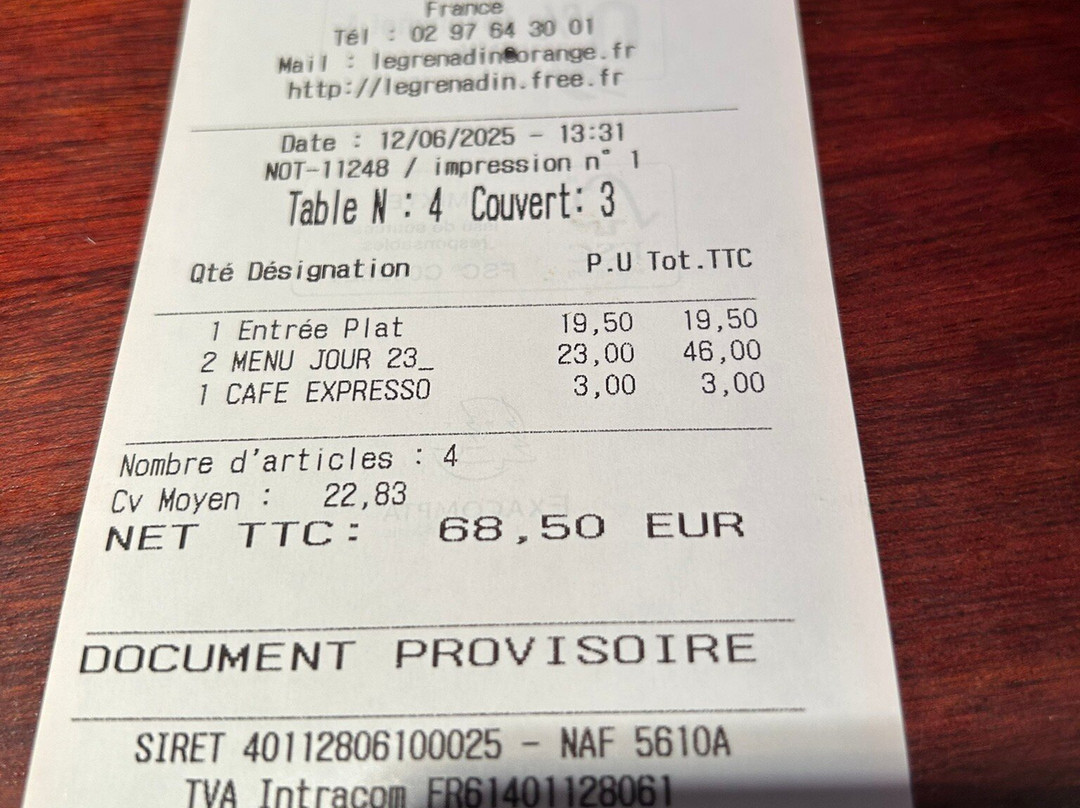 France
Tél : 02 97 64 30 01
Mail : legrenadin@orange.fr
http://legrenadin.free.fr
Date : 12/06/2025 - 13:31
NOT-11248 / impression n° 1
Table N : 4 Couvert: 3
Qté Désignation P.U Tot.TTC
1 Entrée Plat 19,50 19,50
2 MENU JOUR 23_ 23,00 46,00
1 CAFE EXPRESSO 3,00 3,00
Nombre d'articles : 4
Cv Moyen : 22,83
NET TTC: 68,50 EUR
DOCUMENT PROVISOIRE
SIRET 40112806100025 - NAF 5610A
TVA Intracom FR61401128061